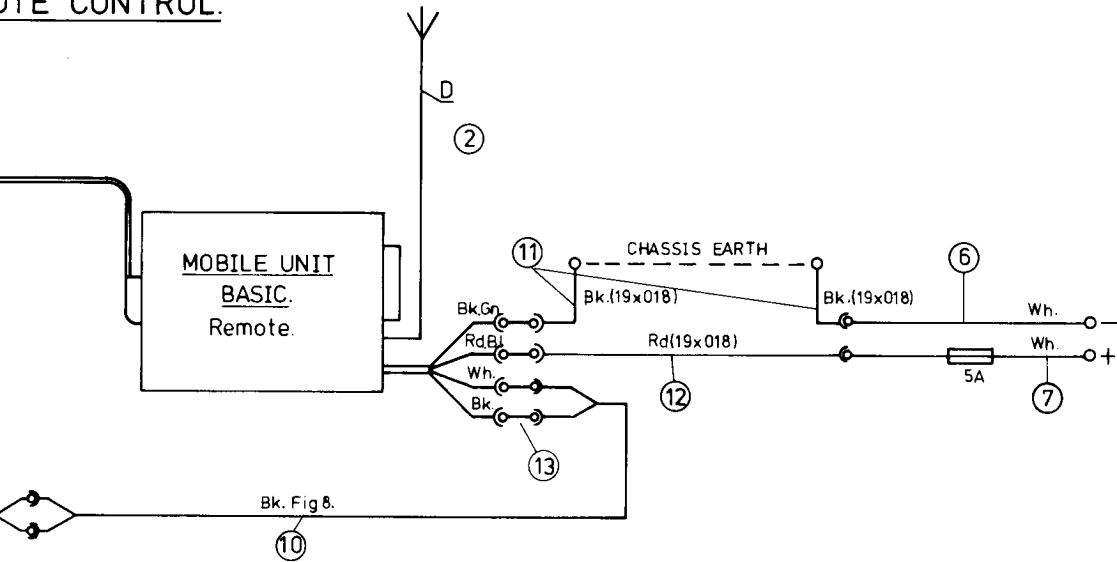 OTE CONTROL.
D
2
MOBILE UNIT
BASIC.
Remote.
11
CHASSIS EARTH
6
Bk.(19x018)
Bk.(19x018)
Wh.
−
Bk.Gn.
Rd.Bl.
Rd(19x018)
Wh.
+
5A
12
7
Wh.
Bk.
13
Bk. Fig 8.
10